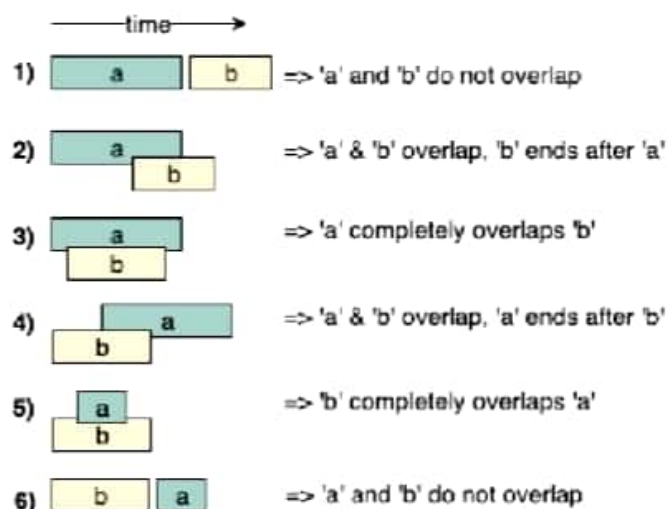 time
1) a b => 'a' and 'b' do not overlap
2) a => 'a' & 'b' overlap, 'b' ends after 'a'
b
3) a => 'a' completely overlaps 'b'
b
4) a => 'a' & 'b' overlap, 'a' ends after 'b'
b
5) a => 'b' completely overlaps 'a'
b
6) b a => 'a' and 'b' do not overlap